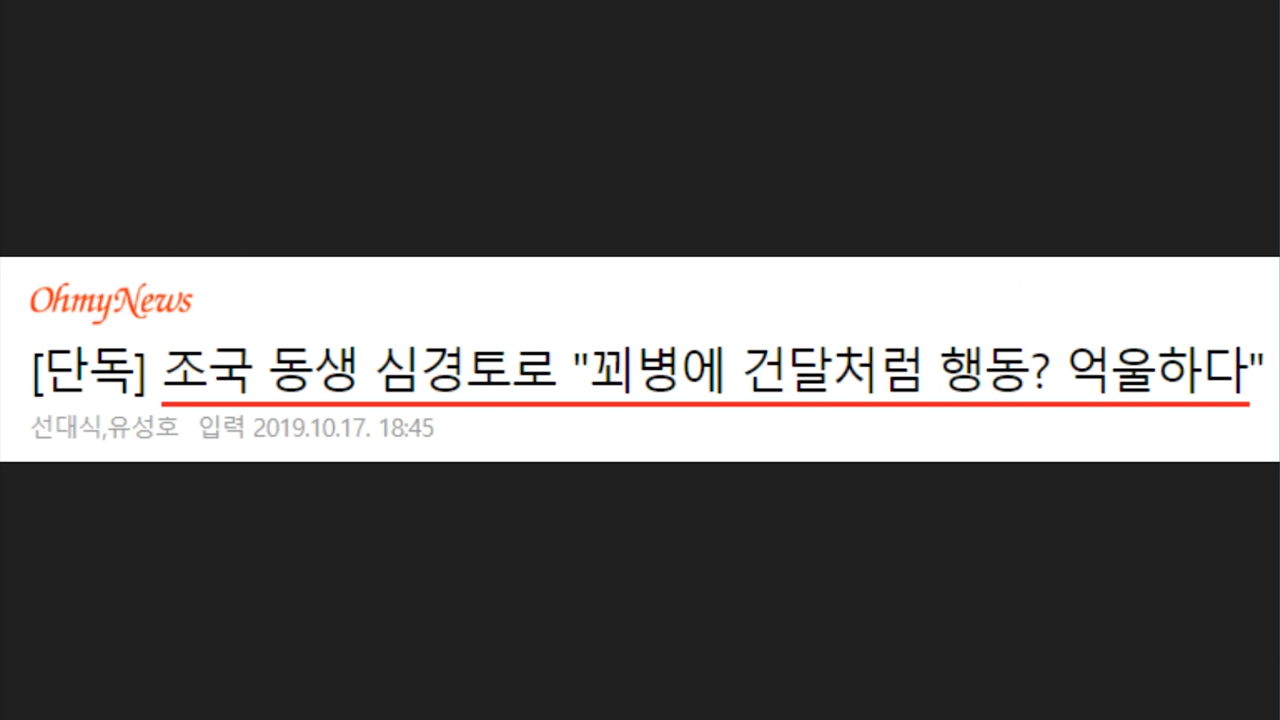 OhmyNews
[단독] 조국 동생 심경토로 "꾀병에 건달처럼 행동? 억울하다"
선대식,유성호 입력 2019.10.17. 18:45